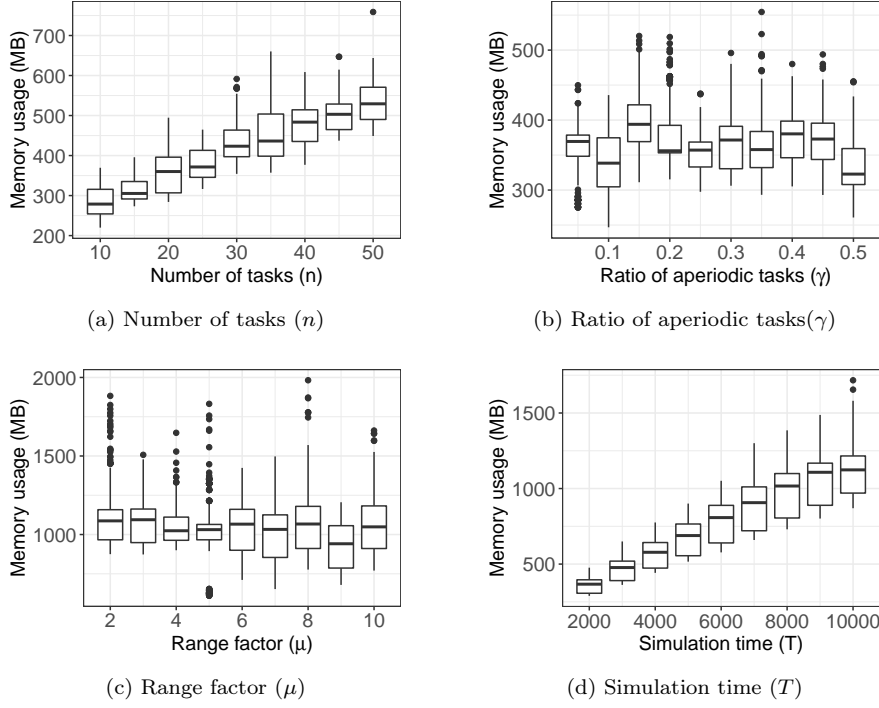 Memory usage (MB)
700
600
500
400
300
200
10 20 30 40 50
Number of tasks (n)
(a) Number of tasks (n)
Memory usage (MB)
500
400
300
0.1 0.2 0.3 0.4 0.5
Ratio of aperiodic tasks (γ)
(b) Ratio of aperiodic tasks(γ)
Memory usage (MB)
2000
1500
1000
2 4 6 8 10
Range factor (μ)
(c) Range factor (μ)
Memory usage (MB)
1500
1000
500
2000 4000 6000 8000 10000
Simulation time (T)
(d) Simulation time (T)